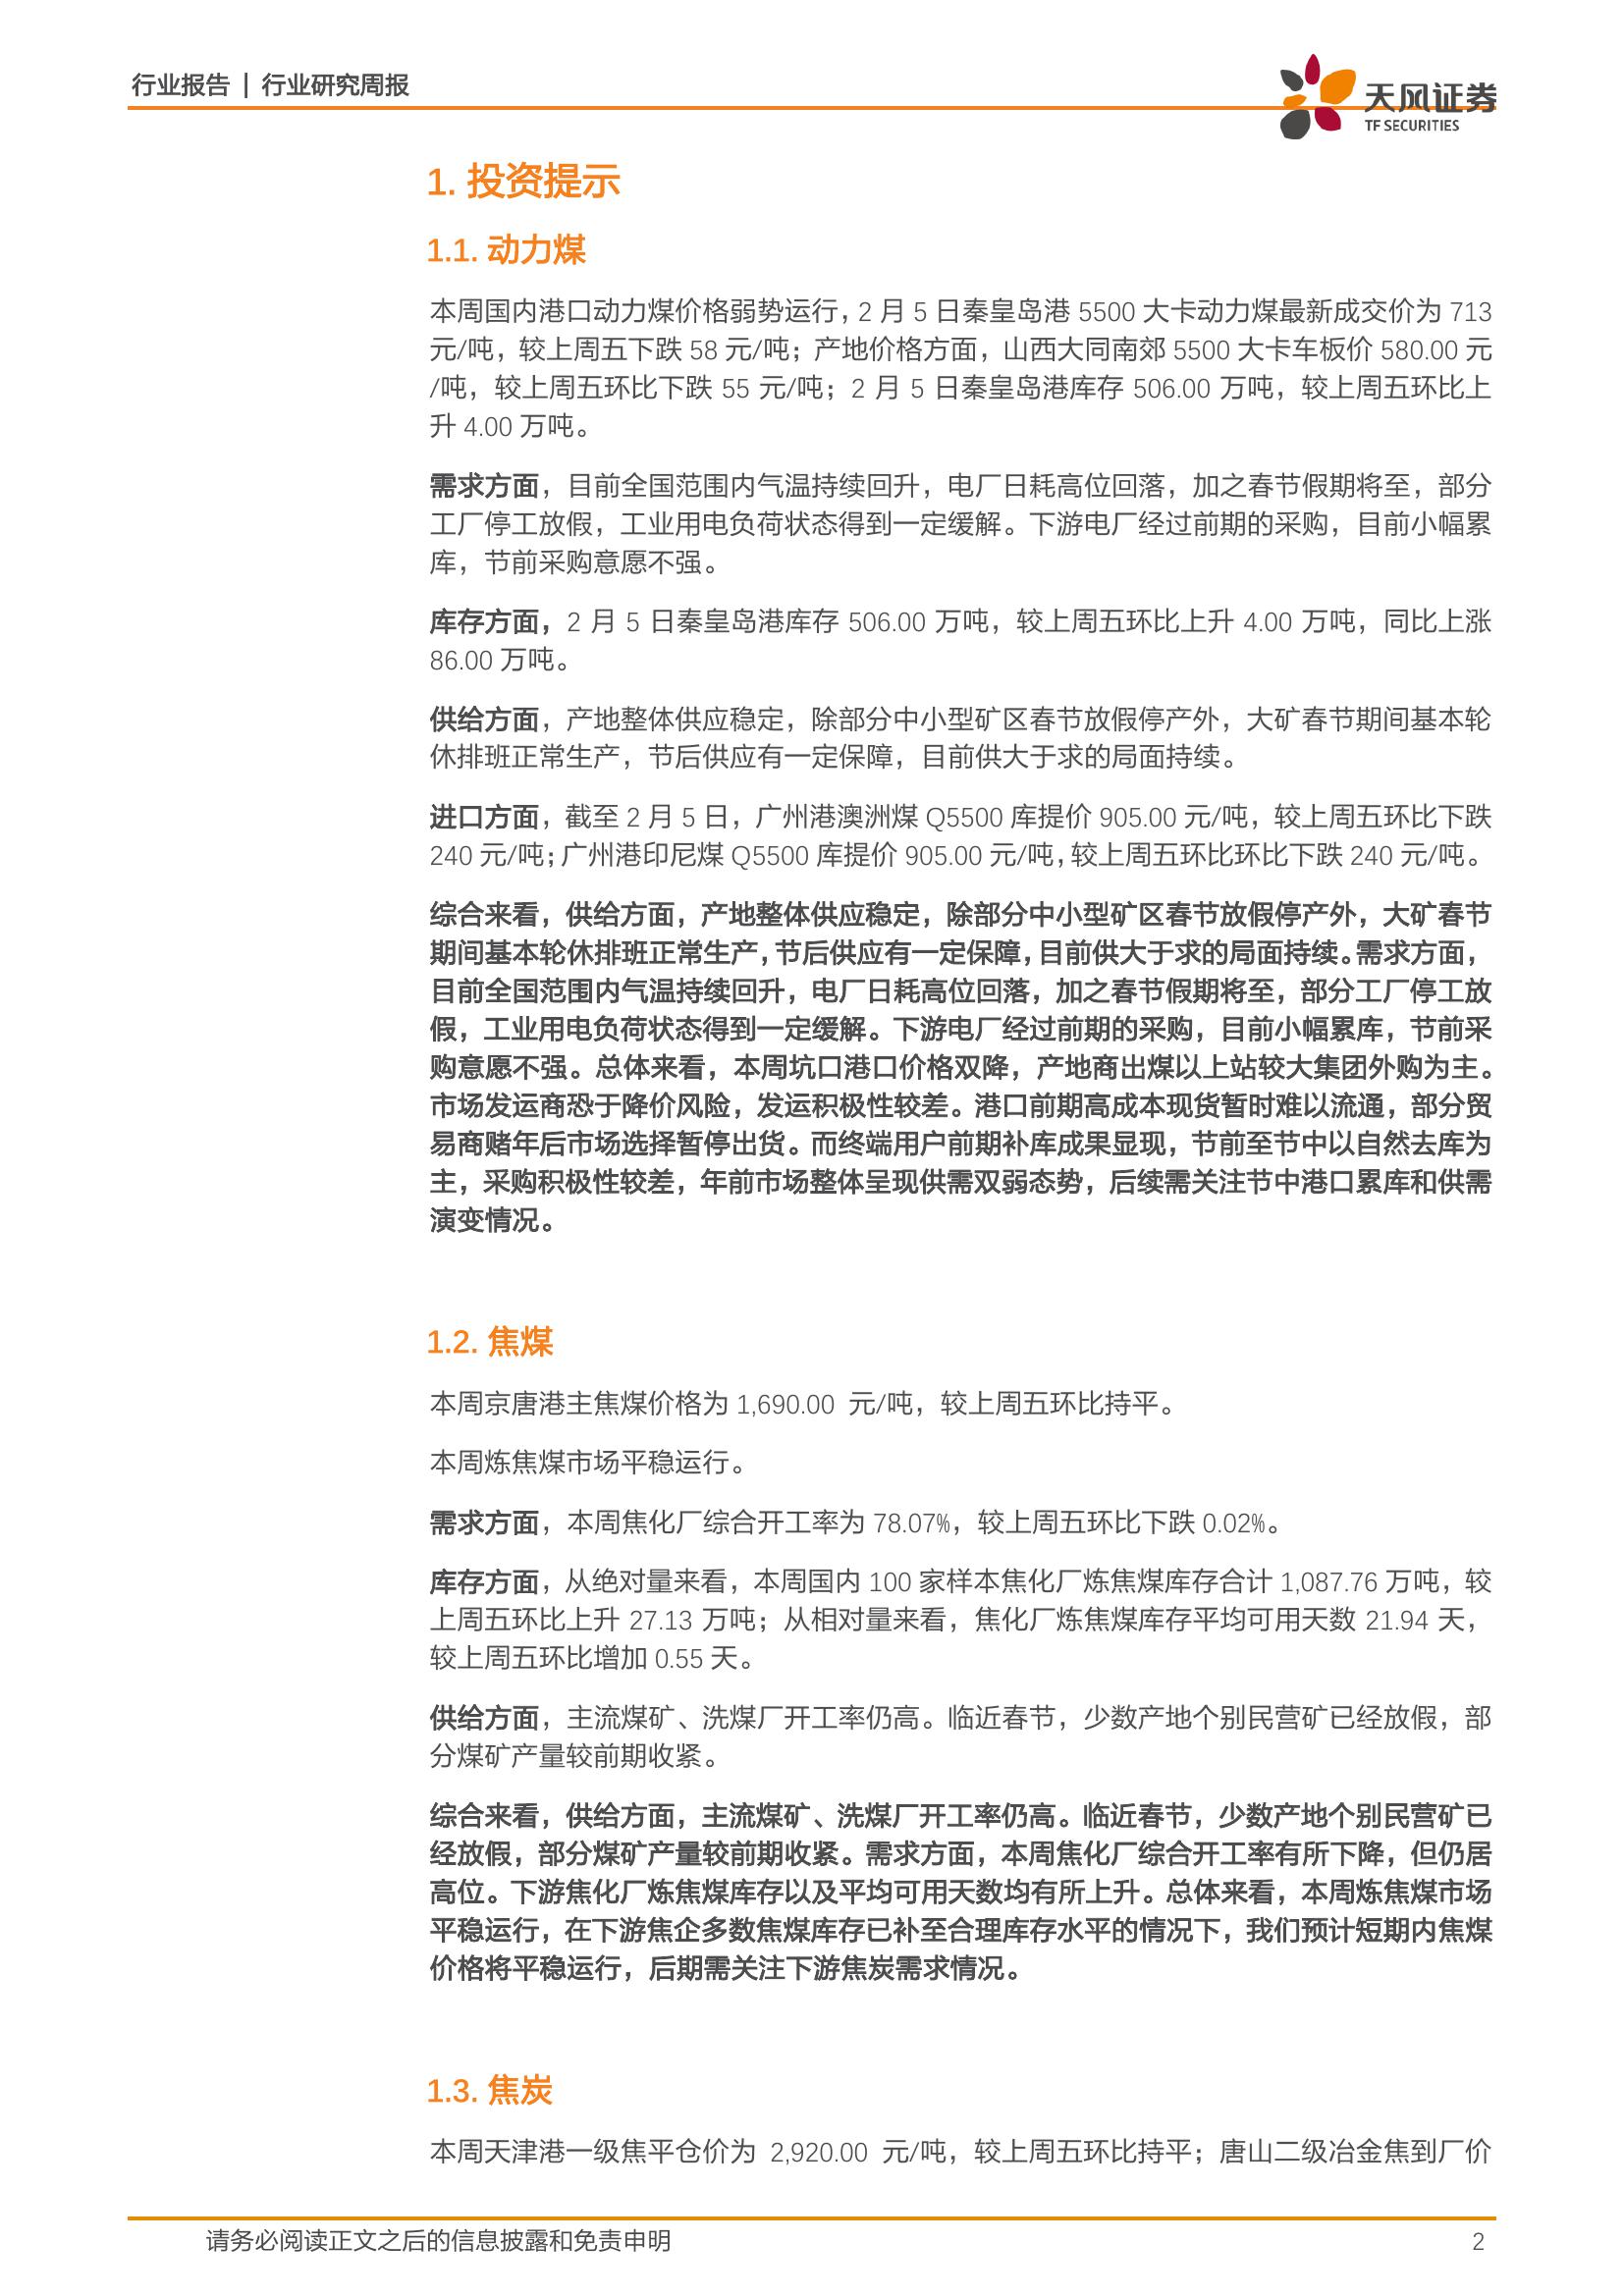 行业报告 | 行业研究周报
天风证券
TF SECURITIES
1. 投资提示
1.1. 动力煤
本周国内港口动力煤价格弱势运行，2 月 5 日秦皇岛港 5500 大卡动力煤最新成交价为 713
元/吨，较上周五下跌 58 元/吨；产地价格方面，山西大同南郊 5500 大卡车板价 580.00 元
/吨，较上周五环比下跌 55 元/吨；2 月 5 日秦皇岛港库存 506.00 万吨，较上周五环比上
升 4.00 万吨。
需求方面，目前全国范围内气温持续回升，电厂日耗高位回落，加之春节假期将至，部分
工厂停工放假，工业用电负荷状态得到一定缓解。下游电厂经过前期的采购，目前小幅累
库，节前采购意愿不强。
库存方面，2 月 5 日秦皇岛港库存 506.00 万吨，较上周五环比上升 4.00 万吨，同比上涨
86.00 万吨。
供给方面，产地整体供应稳定，除部分中小型矿区春节放假停产外，大矿春节期间基本轮
休排班正常生产，节后供应有一定保障，目前供大于求的局面持续。
进口方面，截至 2 月 5 日，广州港澳洲煤 Q5500 库提价 905.00 元/吨，较上周五环比下跌
240 元/吨；广州港印尼煤 Q5500 库提价 905.00 元/吨，较上周五环比环比下跌 240 元/吨。
综合来看，供给方面，产地整体供应稳定，除部分中小型矿区春节放假停产外，大矿春节
期间基本轮休排班正常生产，节后供应有一定保障，目前供大于求的局面持续。需求方面，
目前全国范围内气温持续回升，电厂日耗高位回落，加之春节假期将至，部分工厂停工放
假，工业用电负荷状态得到一定缓解。下游电厂经过前期的采购，目前小幅累库，节前采
购意愿不强。总体来看，本周坑口港口价格双降，产地商出煤以上站较大集团外购为主。
市场发运商恐于降价风险，发运积极性较差。港口前期高成本现货暂时难以流通，部分贸
易商赌年后市场选择暂停出货。而终端用户前期补库成果显现，节前至节中以自然去库为
主，采购积极性较差，年前市场整体呈现供需双弱态势，后续需关注节中港口累库和供需
演变情况。
1.2. 焦煤
本周京唐港主焦煤价格为 1,690.00 元/吨，较上周五环比持平。
本周炼焦煤市场平稳运行。
需求方面，本周焦化厂综合开工率为 78.07%，较上周五环比下跌 0.02%。
库存方面，从绝对量来看，本周国内 100 家样本焦化厂炼焦煤库存合计 1,087.76 万吨，较
上周五环比上升 27.13 万吨；从相对量来看，焦化厂炼焦煤库存平均可用天数 21.94 天，
较上周五环比增加 0.55 天。
供给方面，主流煤矿、洗煤厂开工率仍高。临近春节，少数产地个别民营矿已经放假，部
分煤矿产量较前期收紧。
综合来看，供给方面，主流煤矿、洗煤厂开工率仍高。临近春节，少数产地个别民营矿已
经放假，部分煤矿产量较前期收紧。需求方面，本周焦化厂综合开工率有所下降，但仍居
高位。下游焦化厂炼焦煤库存以及平均可用天数均有所上升。总体来看，本周炼焦煤市场
平稳运行，在下游焦企多数焦煤库存已补至合理库存水平的情况下，我们预计短期内焦煤
价格将平稳运行，后期需关注下游焦炭需求情况。
1.3. 焦炭
本周天津港一级焦平仓价为 2,920.00 元/吨，较上周五环比持平；唐山二级冶金焦到厂价
请务必阅读正文之后的信息披露和免责申明
2